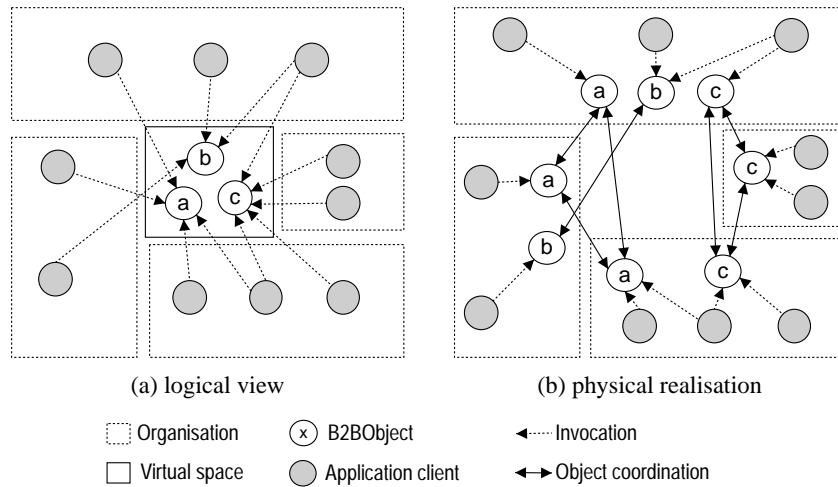 b
a
c
a
b
c
a
c
b
a
c
(a) logical view
(b) physical realisation
Organisation
x B2BObject
Invocation
Virtual space
Application client
Object coordination